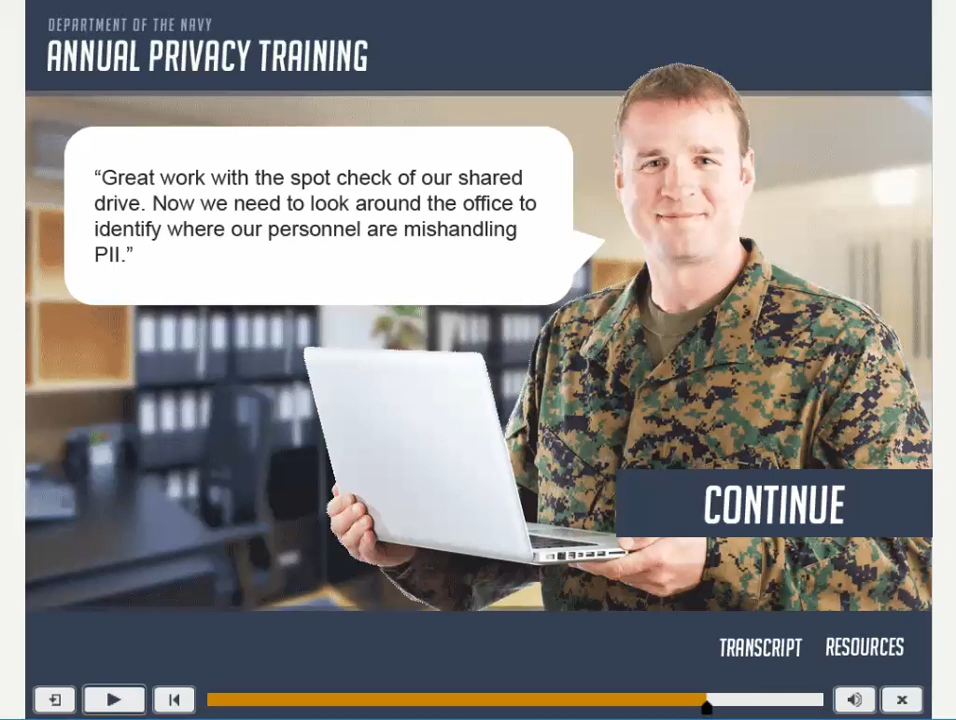 DEPARTMENT OF THE NAVY
ANNUAL PRIVACY TRAINING
“Great work with the spot check of our shared
drive. Now we need to look around the office to
identify where our personnel are mishandling
PII.”
CONTINUE
TRANSCRIPT RESOURCES